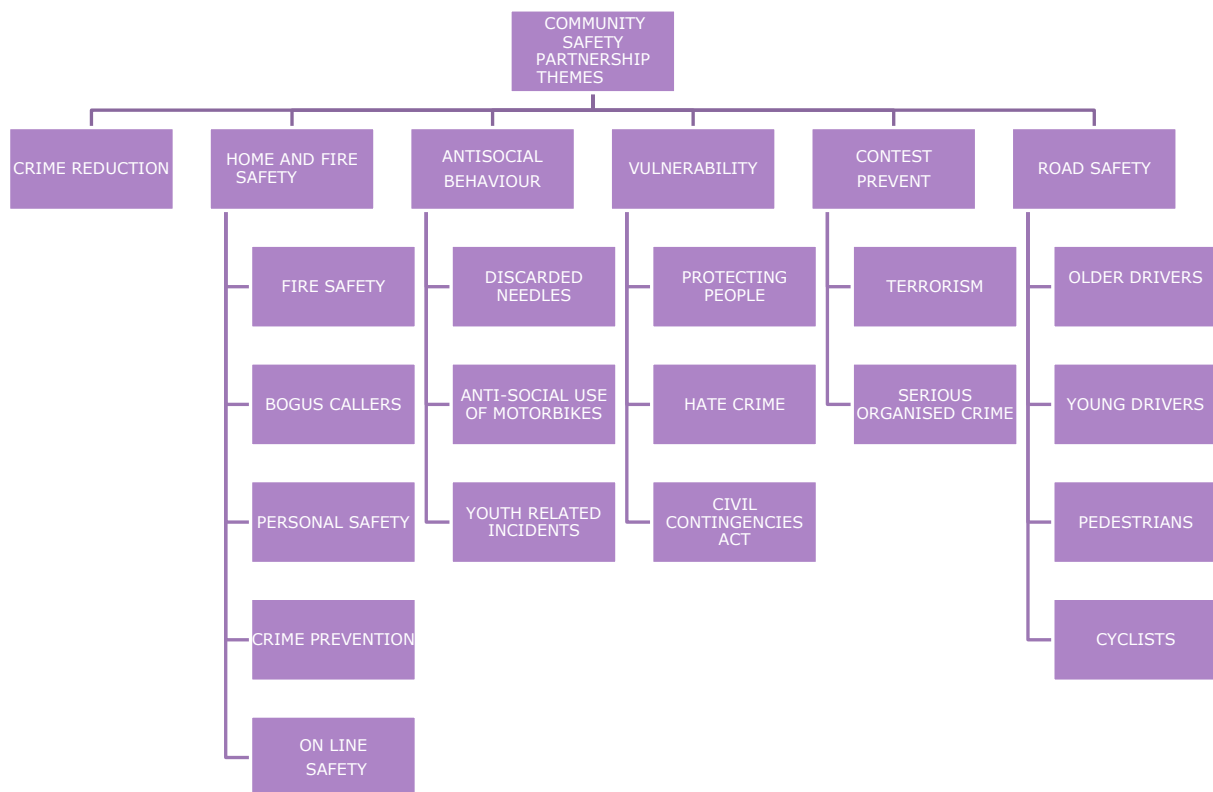 COMMUNITY
SAFETY
PARTNERSHIP
THEMES
CRIME REDUCTION
HOME AND FIRE
SAFETY
ANTISOCIAL
BEHAVIOUR
VULNERABILITY
CONTEST
PREVENT
ROAD SAFETY
FIRE SAFETY
BOGUS CALLERS
PERSONAL SAFETY
CRIME PREVENTION
ON LINE
SAFETY
DISCARDED
NEEDLES
ANTI-SOCIAL USE
OF MOTORBIKES
YOUTH RELATED
INCIDENTS
PROTECTING
PEOPLE
HATE CRIME
CIVIL
CONTINGENCIES
ACT
TERRORISM
SERIOUS
ORGANISED CRIME
OLDER DRIVERS
YOUNG DRIVERS
PEDESTRIANS
CYCLISTS